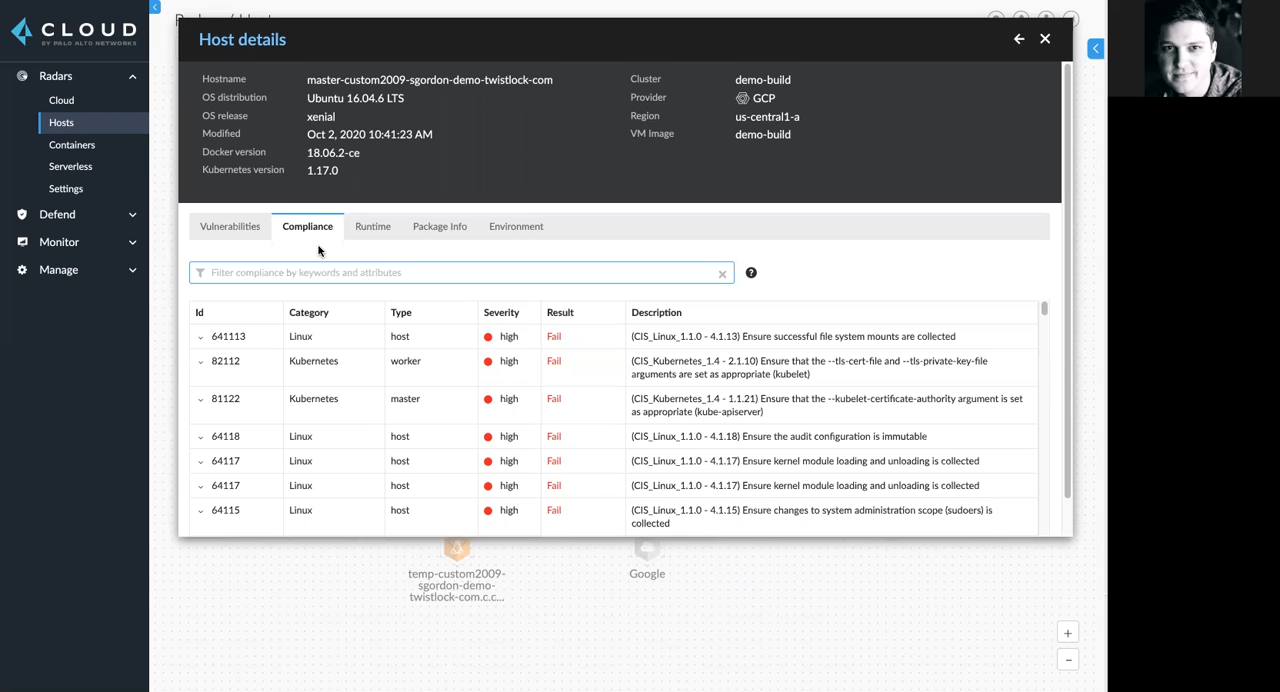 CLOUD
BY PALO ALTO NETWORKS
Radars
Cloud
Hosts
Containers
Serverless
Settings
Defend
Monitor
Manage
Host details
Hostname master-custom2009-sgordon-demo-twistlock-com
OS distribution Ubuntu 16.04.6 LTS
OS release xenial
Modified Oct 2, 2020 10:41:23 AM
Docker version 18.06.2-ce
Kubernetes version 1.17.0
Cluster demo-build
Provider GCP
Region us-central1-a
VM Image demo-build
Vulnerabilities Compliance Runtime Package Info Environment
Filter compliance by keywords and attributes
Id Category Type Severity Result Description
641113 Linux host high Fail (CIS_Linux_1.1.0 - 4.1.13) Ensure successful file system mounts are collected
82112 Kubernetes worker high Fail (CIS_Kubernetes_1.4 - 2.1.10) Ensure that the --tls-cert-file and --tls-private-key-file
arguments are set as appropriate (kubelet)
81122 Kubernetes master high Fail (CIS_Kubernetes_1.4 - 1.1.21) Ensure that the --kubelet-certificate-authority argument is set
as appropriate (kube-apiserver)
64118 Linux host high Fail (CIS_Linux_1.1.0 - 4.1.18) Ensure the audit configuration is immutable
64117 Linux host high Fail (CIS_Linux_1.1.0 - 4.1.17) Ensure kernel module loading and unloading is collected
64117 Linux host high Fail (CIS_Linux_1.1.0 - 4.1.17) Ensure kernel module loading and unloading is collected
64115 Linux host high Fail (CIS_Linux_1.1.0 - 4.1.15) Ensure changes to system administration scope (sudoers) is
collected
temp-custom2009-
sgordon-demo-
twistlock-com.c.c...
Google